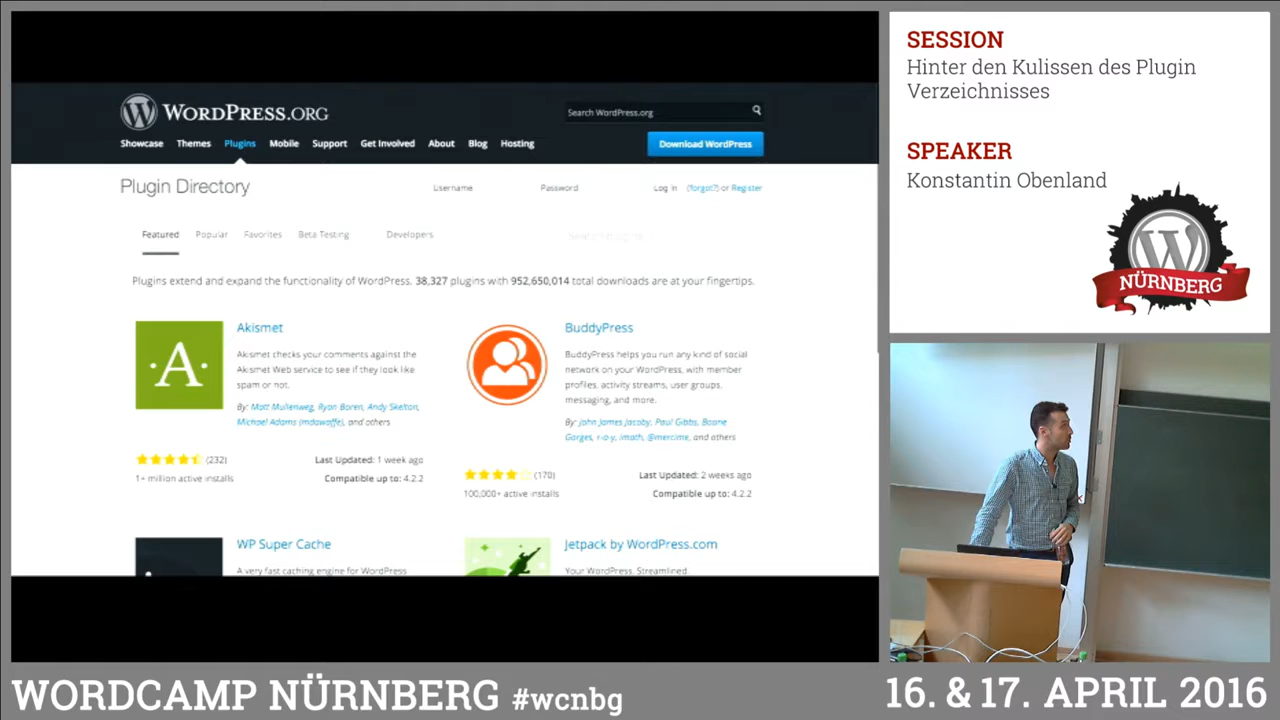 WORDPRESS.ORG
Search WordPress.org
Showcase Themes Plugins Mobile Support Get Involved About Blog Hosting
Download WordPress
Plugin Directory
Username Password Log in (forgot?) or Register
Featured Popular Favorites Beta Testing Developers
Plugins extend and expand the functionality of WordPress. 38,327 plugins with 952,650,014 total downloads are at your fingertips.
Akismet
Akismet checks your comments against the
Akismet Web service to see if they look like
spam or not.
By: Matt Mullenweg, Ryan Boren, Andy Skelton,
Michael Adams (mdawaffe), and others
(232)
1+ million active installs
Last Updated: 1 week ago
Compatible up to: 4.2.2
BuddyPress
BuddyPress helps you run any kind of social
network on your WordPress, with member
profiles, activity streams, user groups,
messaging, and more.
By: John James Jacoby, Paul Gibbs, Boone
Gorges, r-a-y, imath, @mercime, and others
(170)
100,000+ active installs
Last Updated: 2 weeks ago
Compatible up to: 4.2.2
WP Super Cache
A very fast caching engine for WordPress
Jetpack by WordPress.com
Your WordPress, Streamlined.
SESSION
Hinter den Kulissen des Plugin
Verzeichnisses
SPEAKER
Konstantin Obenland
NÜRNBERG
WORDCAMP NÜRNBERG #wcnbg
16. & 17. APRIL 2016